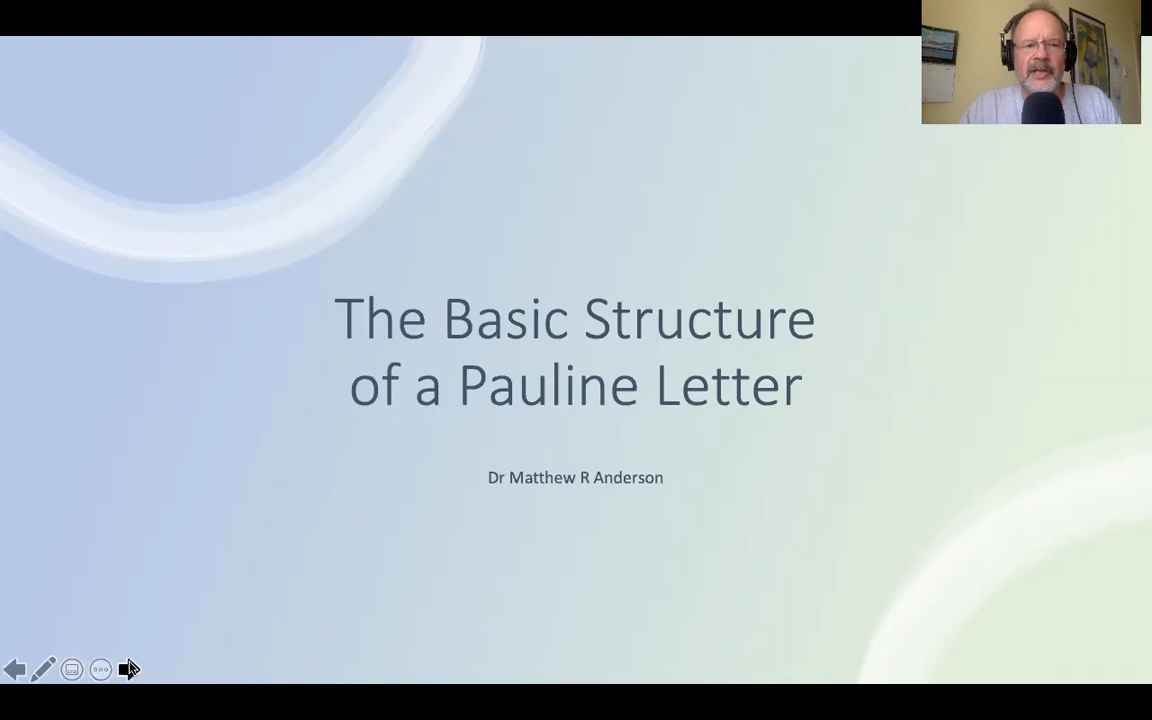 The Basic Structure
of a Pauline Letter
Dr Matthew R Anderson